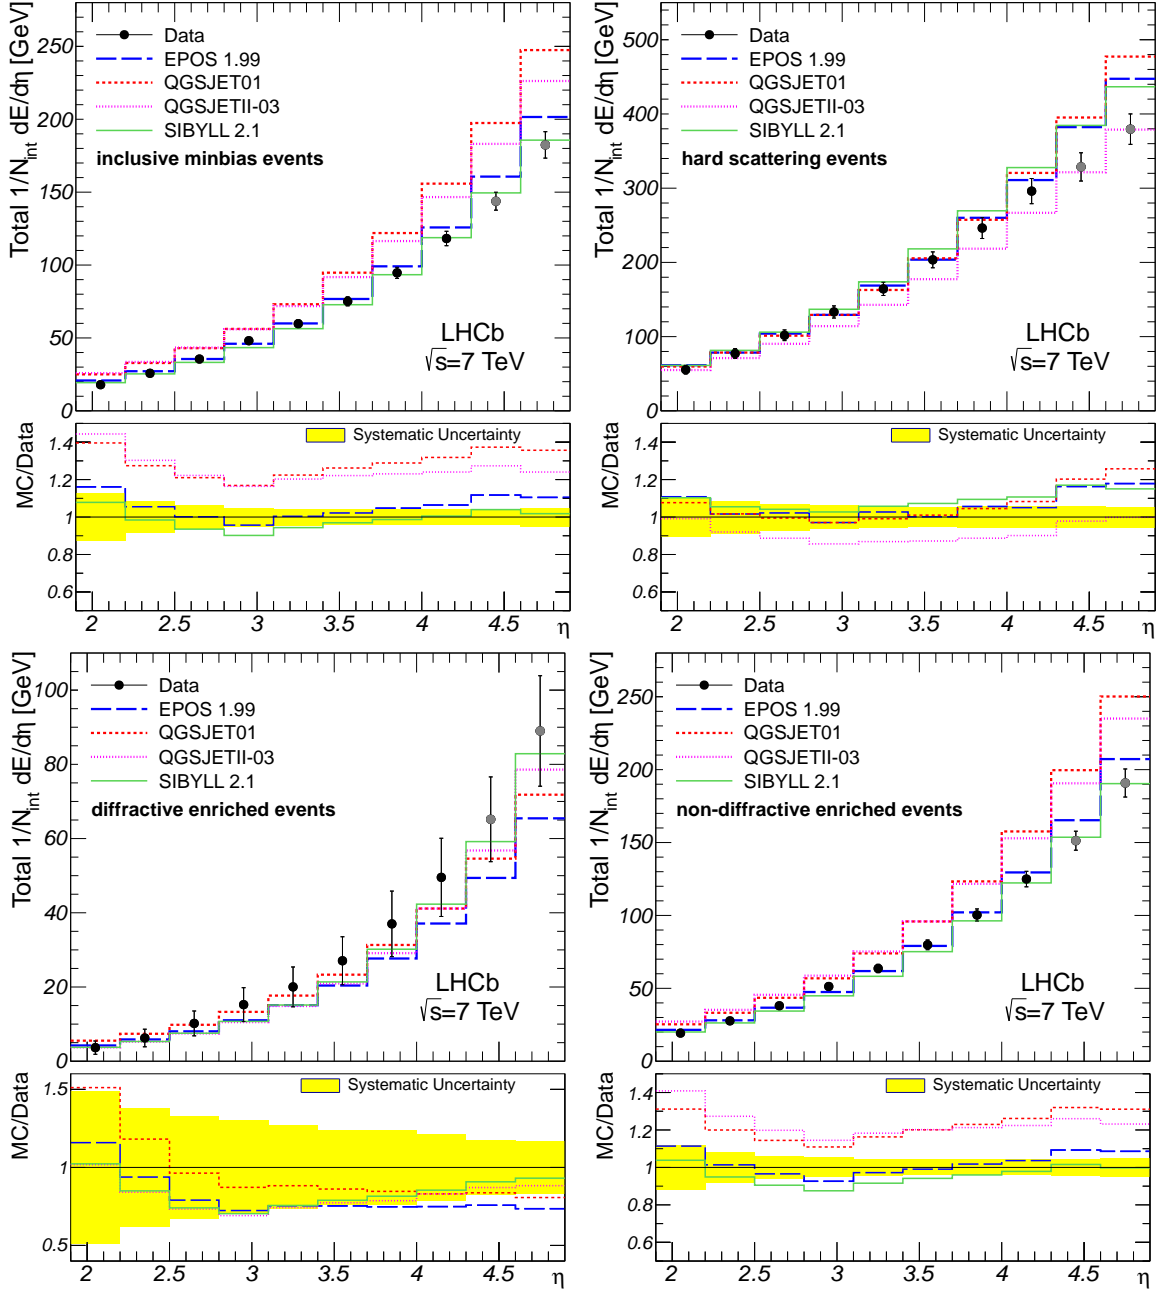 Total 1/N_int dE/dη [GeV]
250
200
150
100
50
0
Data
EPOS 1.99
QGSJET01
QGSJETII-03
SIBYLL 2.1
inclusive minbias events
LHCb
√s=7 TeV
MC/Data
1.4
1.2
1
0.8
0.6
Systematic Uncertainty
2 2.5 3 3.5 4 4.5 η
Total 1/N_int dE/dη [GeV]
500
400
300
200
100
0
Data
EPOS 1.99
QGSJET01
QGSJETII-03
SIBYLL 2.1
hard scattering events
LHCb
√s=7 TeV
MC/Data
1.4
1.2
1
0.8
0.6
Systematic Uncertainty
2 2.5 3 3.5 4 4.5 η
Total 1/N_int dE/dη [GeV]
100
80
60
40
20
0
Data
EPOS 1.99
QGSJET01
QGSJETII-03
SIBYLL 2.1
diffractive enriched events
LHCb
√s=7 TeV
MC/Data
1.5
1
0.5
Systematic Uncertainty
2 2.5 3 3.5 4 4.5 η
Total 1/N_int dE/dη [GeV]
250
200
150
100
50
0
Data
EPOS 1.99
QGSJET01
QGSJETII-03
SIBYLL 2.1
non-diffractive enriched events
LHCb
√s=7 TeV
MC/Data
1.4
1.2
1
0.8
0.6
Systematic Uncertainty
2 2.5 3 3.5 4 4.5 η